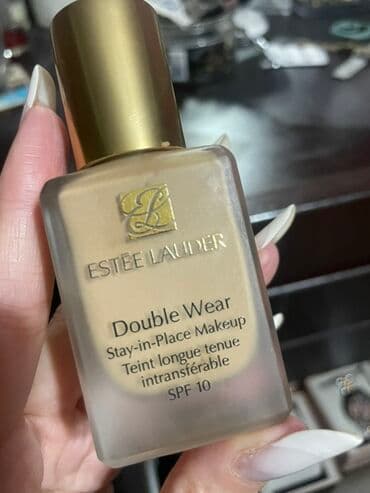 EL
ESTĒE LAUDER
Double Wear
Stay-in-Place Makeup
Teint longue tenue
intransférable
SPF 10